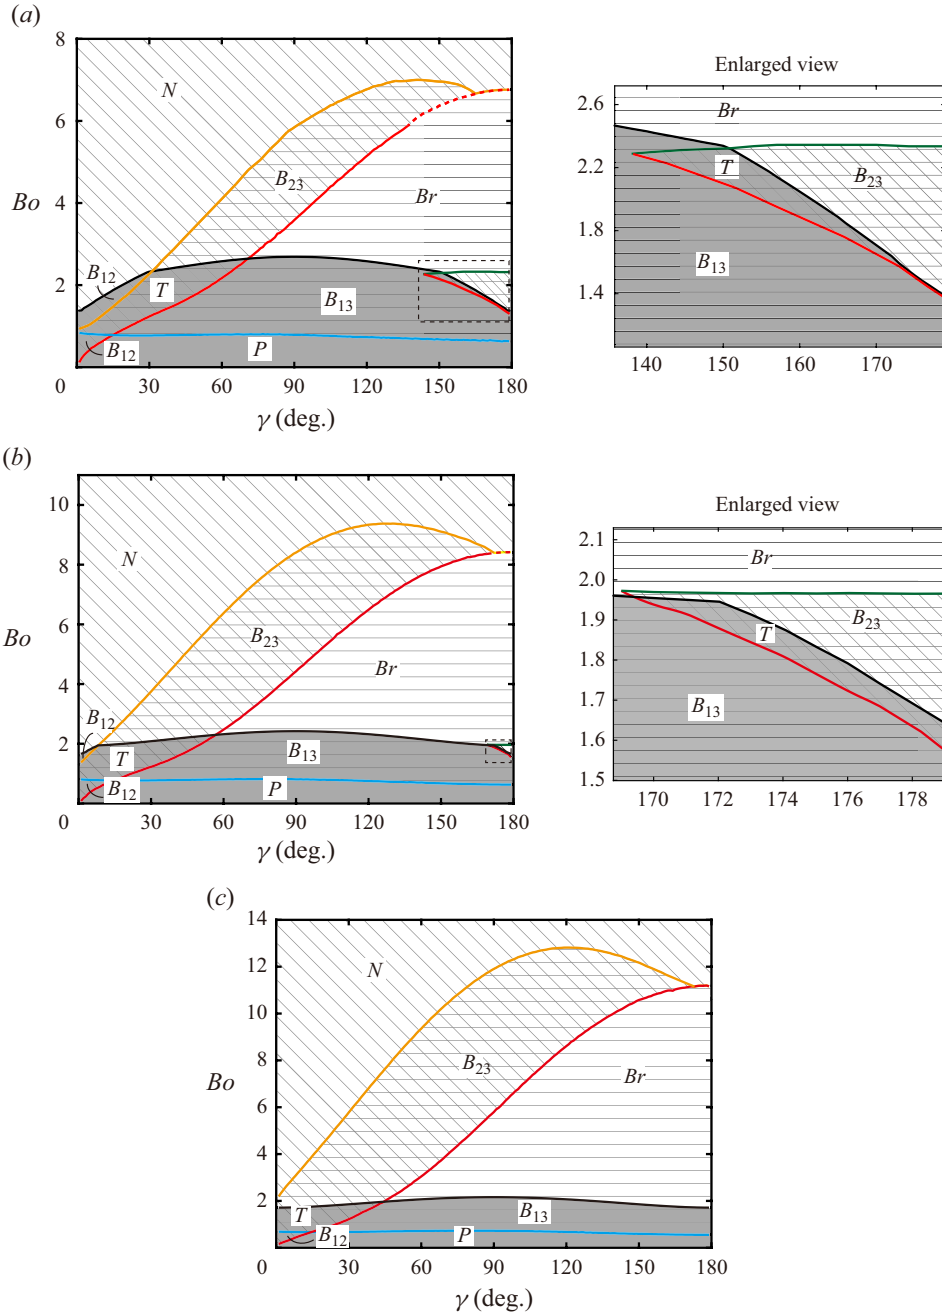 (a)
8
6
4
2
0
Bo
N
B23
Br
B12
T
B13
B12
P
30
60
90
120
150
180
γ (deg.)
Enlarged view
2.6
2.2
1.8
1.4
Br
T
B23
B13
140
150
160
170
(b)
10
8
6
4
2
0
Bo
N
B23
Br
B12
T
B13
B12
P
30
60
90
120
150
180
γ (deg.)
Enlarged view
2.1
2.0
1.9
1.8
1.7
1.6
1.5
Br
T
B23
B13
170
172
174
176
178
(c)
14
12
10
8
6
4
2
0
Bo
N
B23
Br
T
B13
B12
P
30
60
90
120
150
180
γ (deg.)